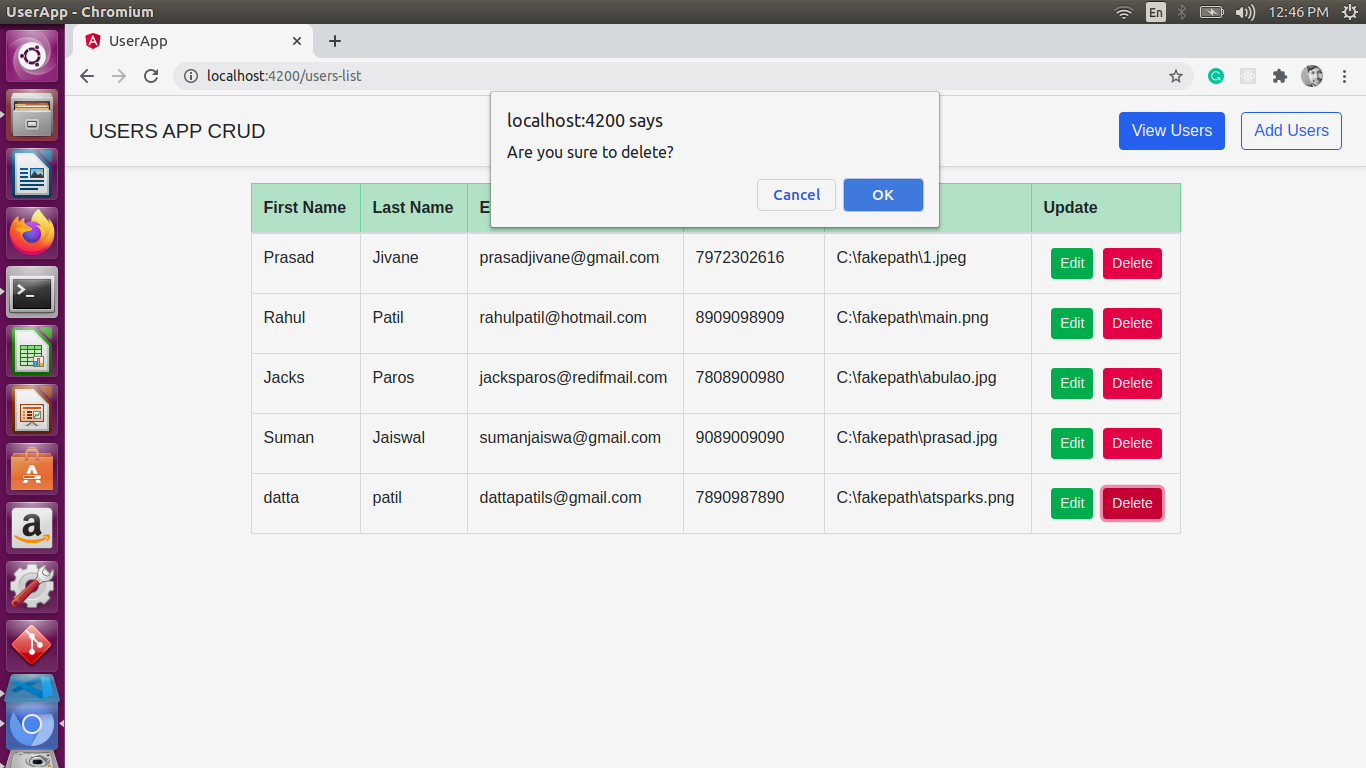 UserApp - Chromium
En
12:46 PM
UserApp
localhost:4200/users-list
USERS APP CRUD
View Users
Add Users
localhost:4200 says
Are you sure to delete?
Cancel
OK
First Name Last Name E Update
Prasad Jivane prasadjivane@gmail.com 7972302616 C:\fakepath\1.jpeg Edit Delete
Rahul Patil rahulpatil@hotmail.com 8909098909 C:\fakepath\main.png Edit Delete
Jacks Paros jacksparos@redifmail.com 7808900980 C:\fakepath\abulao.jpg Edit Delete
Suman Jaiswal sumanjaiswa@gmail.com 9089009090 C:\fakepath\prasad.jpg Edit Delete
datta patil dattapatils@gmail.com 7890987890 C:\fakepath\atsparks.png Edit Delete